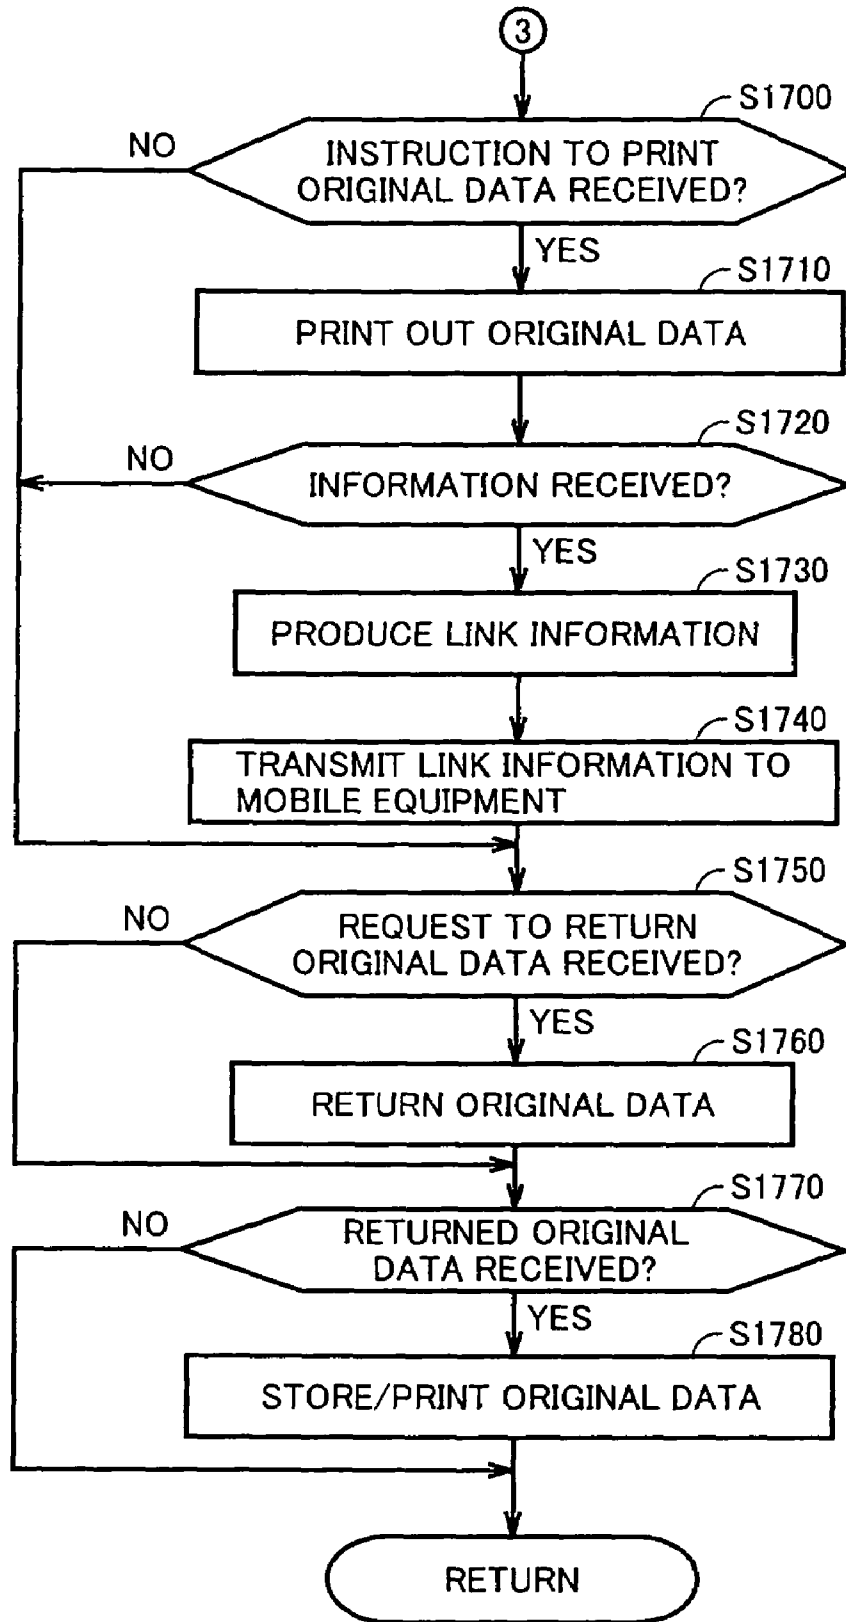 3
S1700
NO
INSTRUCTION TO PRINT
ORIGINAL DATA RECEIVED?
YES
S1710
PRINT OUT ORIGINAL DATA
S1720
NO
INFORMATION RECEIVED?
YES
S1730
PRODUCE LINK INFORMATION
S1740
TRANSMIT LINK INFORMATION TO
MOBILE EQUIPMENT
S1750
NO
REQUEST TO RETURN
ORIGINAL DATA RECEIVED?
YES
S1760
RETURN ORIGINAL DATA
S1770
NO
RETURNED ORIGINAL
DATA RECEIVED?
YES
S1780
STORE/PRINT ORIGINAL DATA
RETURN